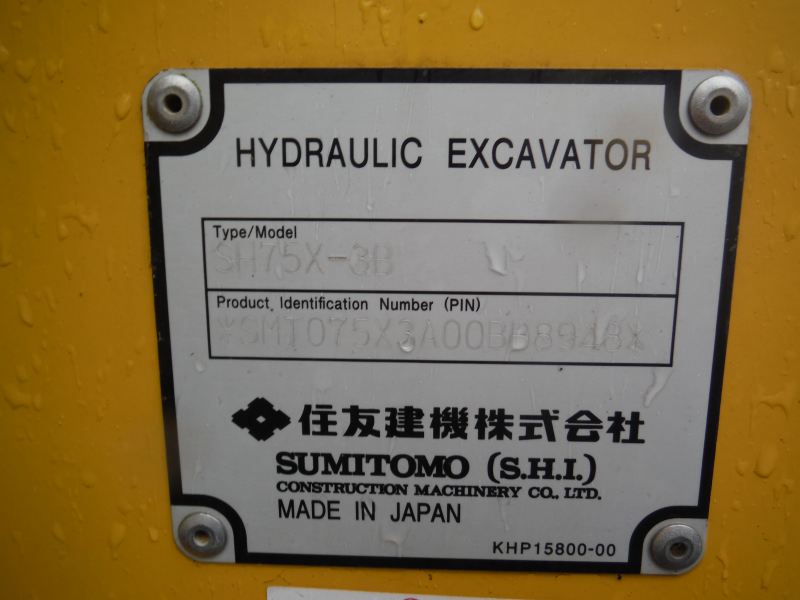 HYDRAULIC EXCAVATOR
Type/Model
SH75X-3B
Product Identification Number (PIN)
*SMT075X3A00BB8948*
住友建機株式会社
SUMITOMO (S.H.I.)
CONSTRUCTION MACHINERY CO., LTD.
MADE IN JAPAN
KHP15800-00